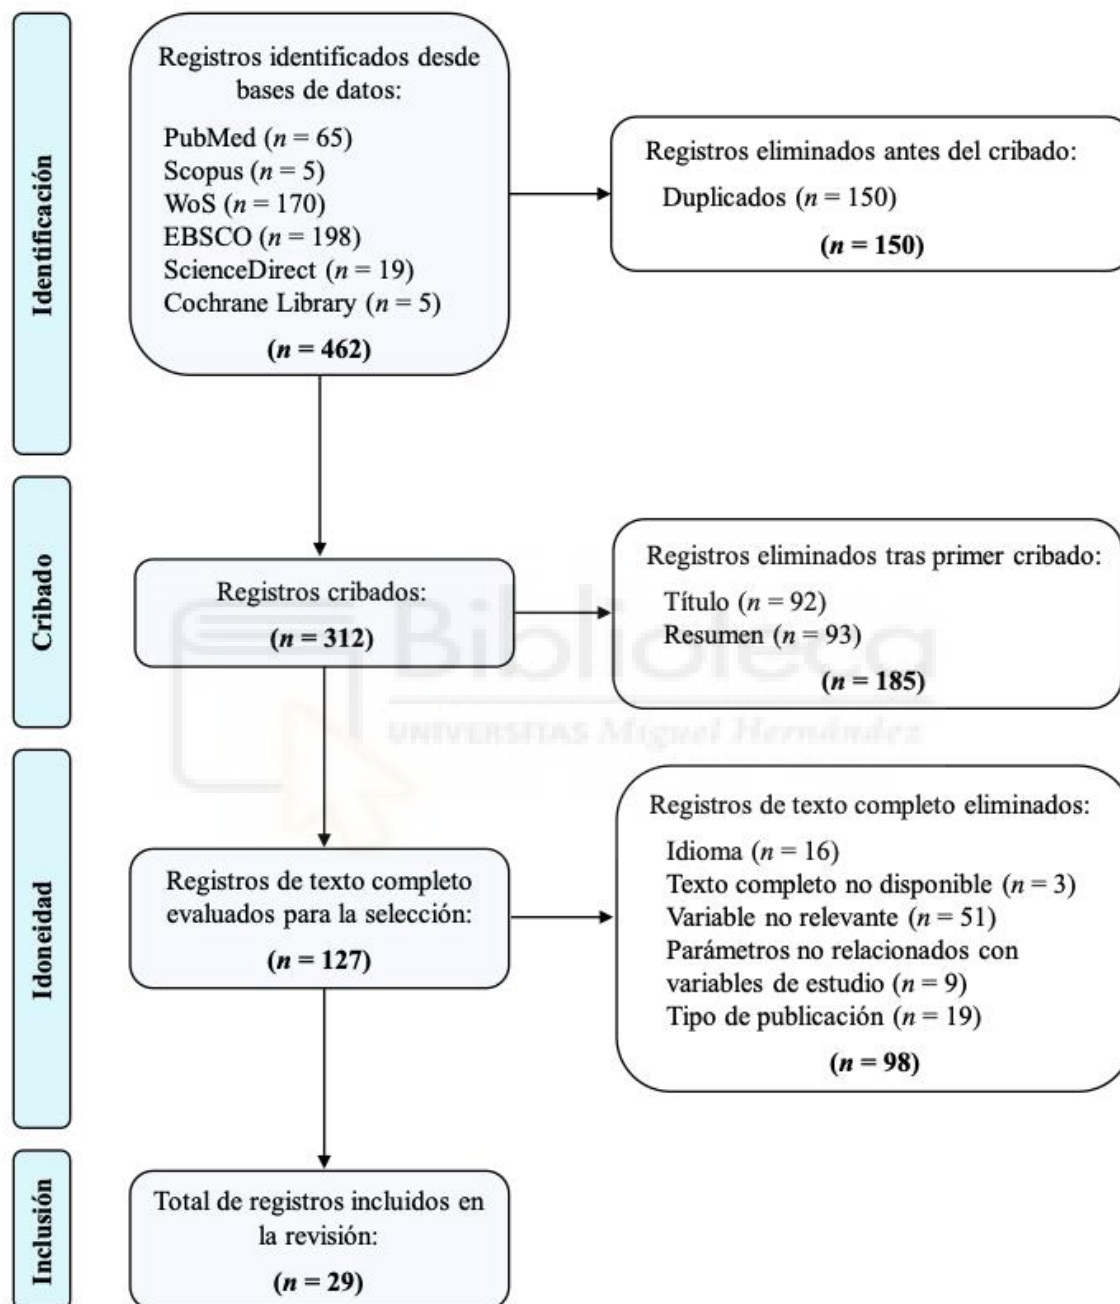 Identificación
Registros identificados desde
bases de datos:
PubMed (n = 65)
Scopus (n = 5)
WoS (n = 170)
EBSCO (n = 198)
ScienceDirect (n = 19)
Cochrane Library (n = 5)
(n = 462)
Registros eliminados antes del cribado:
Duplicados (n = 150)
(n = 150)
Cribado
Registros cribados:
(n = 312)
Registros eliminados tras primer cribado:
Título (n = 92)
Resumen (n = 93)
(n = 185)
Biblioteca
UNIVERSITAS Miguel Hernández
Idoneidad
Registros de texto completo
evaluados para la selección:
(n = 127)
Registros de texto completo eliminados:
Idioma (n = 16)
Texto completo no disponible (n = 3)
Variable no relevante (n = 51)
Parámetros no relacionados con
variables de estudio (n = 9)
Tipo de publicación (n = 19)
(n = 98)
Inclusión
Total de registros incluidos en
la revisión:
(n = 29)